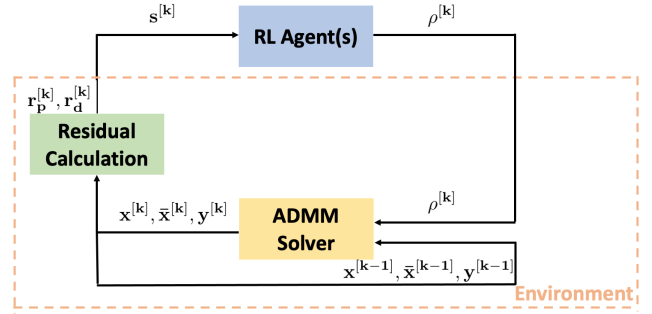 s^[k]
RL Agent(s)
ρ^[k]
r_p^[k], r_d^[k]
Residual
Calculation
x^[k], x̄^[k], y^[k]
ADMM
Solver
ρ^[k]
x^[k−1], x̄^[k−1], y^[k−1]
Environment